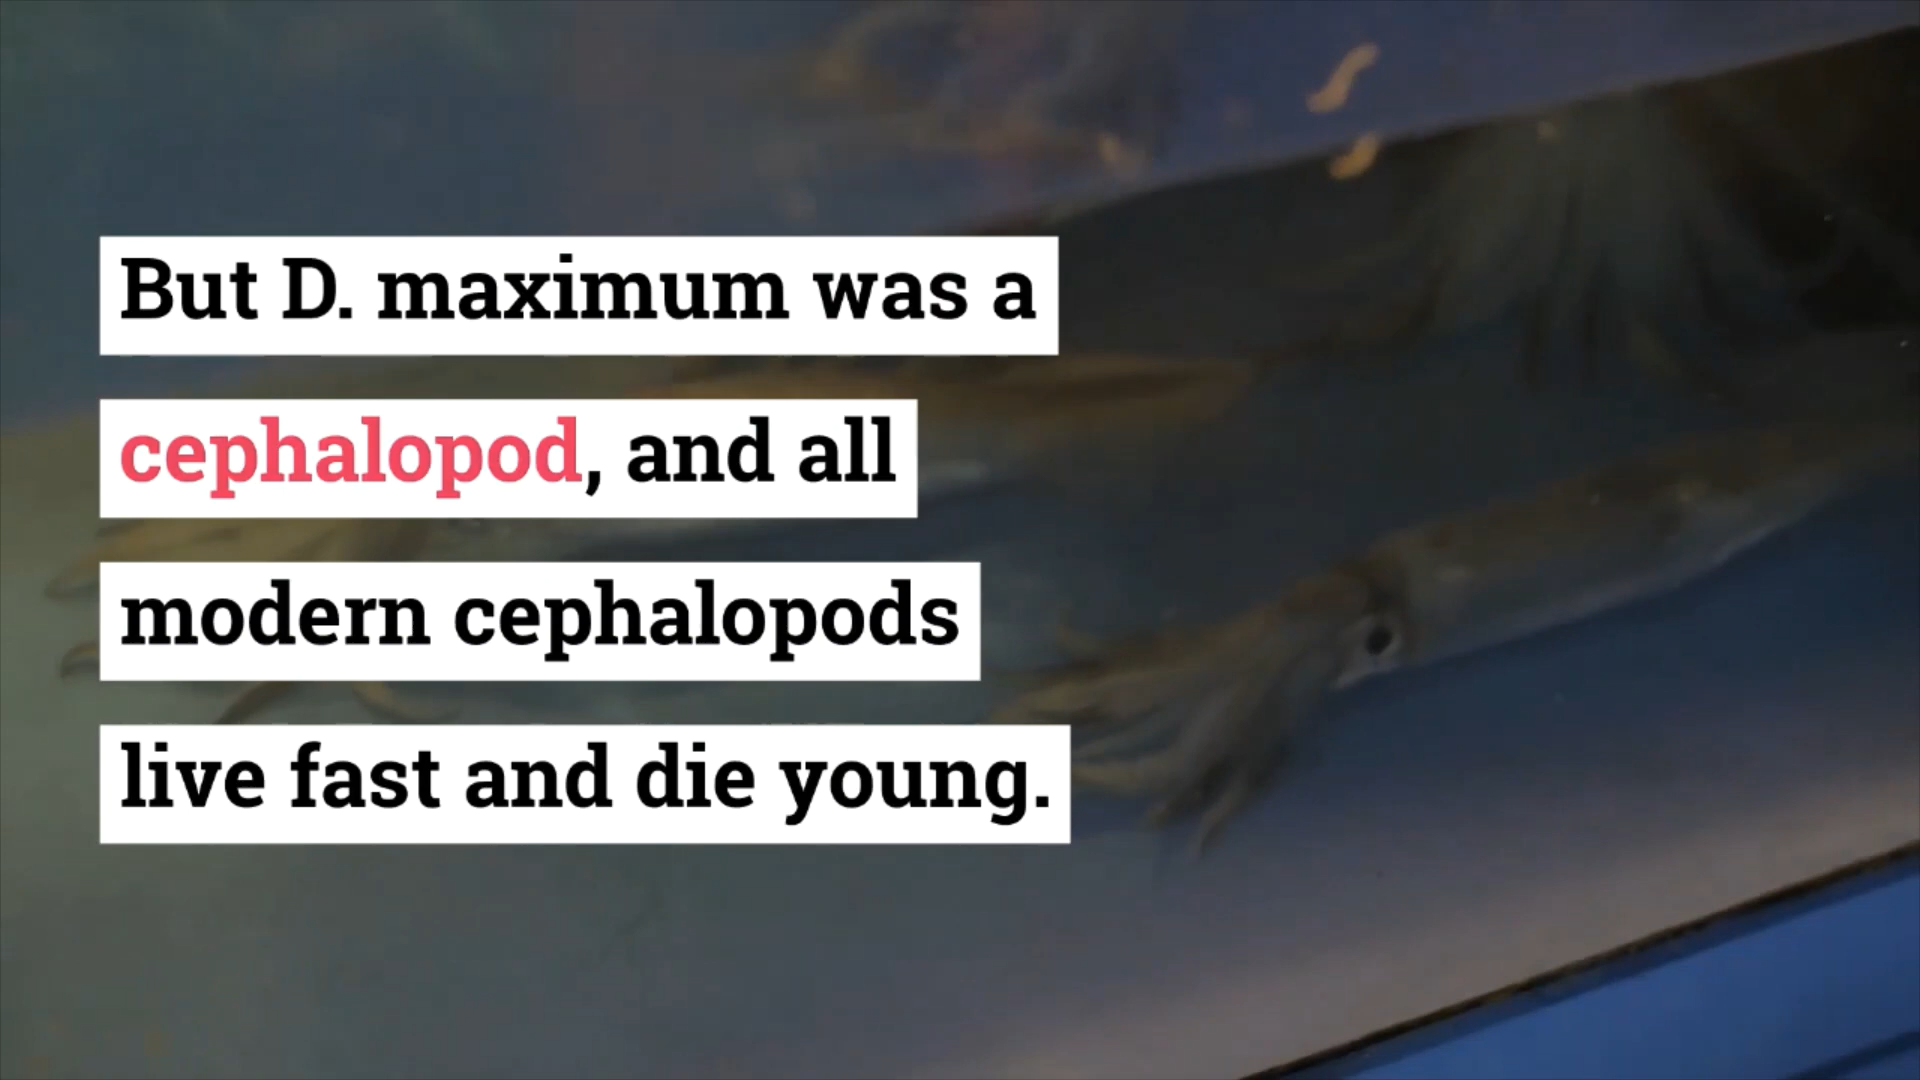 But D. maximum was a
cephalopod, and all
modern cephalopods
live fast and die young.